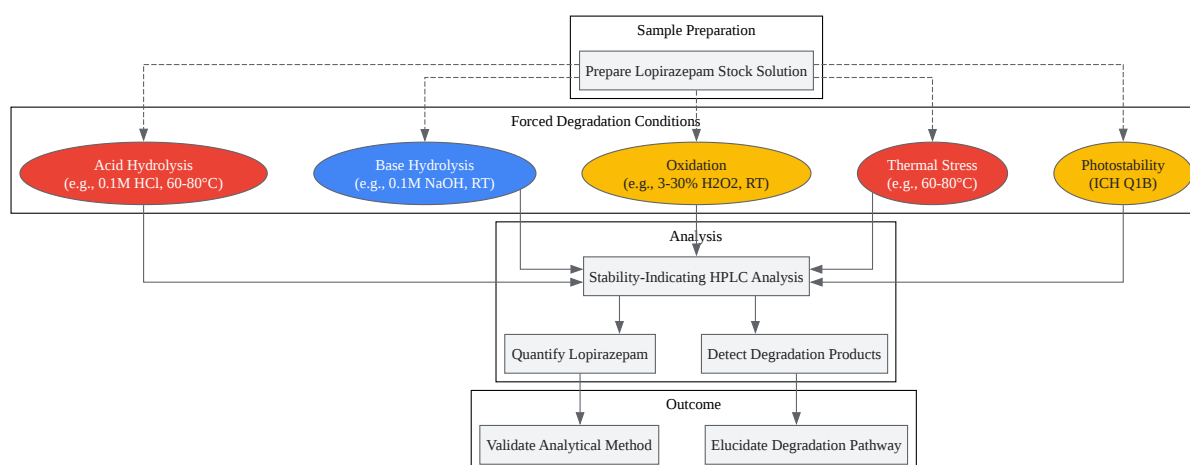 Sample Preparation
Prepare Lopirazepam Stock Solution
Forced Degradation Conditions
Acid Hydrolysis
(e.g., 0.1M HCl, 60-80°C)
Base Hydrolysis
(e.g., 0.1M NaOH, RT)
Oxidation
(e.g., 3-30% H2O2, RT)
Thermal Stress
(e.g., 60-80°C)
Photostability
(ICH Q1B)
Analysis
Stability-Indicating HPLC Analysis
Quantify Lopirazepam
Detect Degradation Products
Outcome
Validate Analytical Method
Elucidate Degradation Pathway